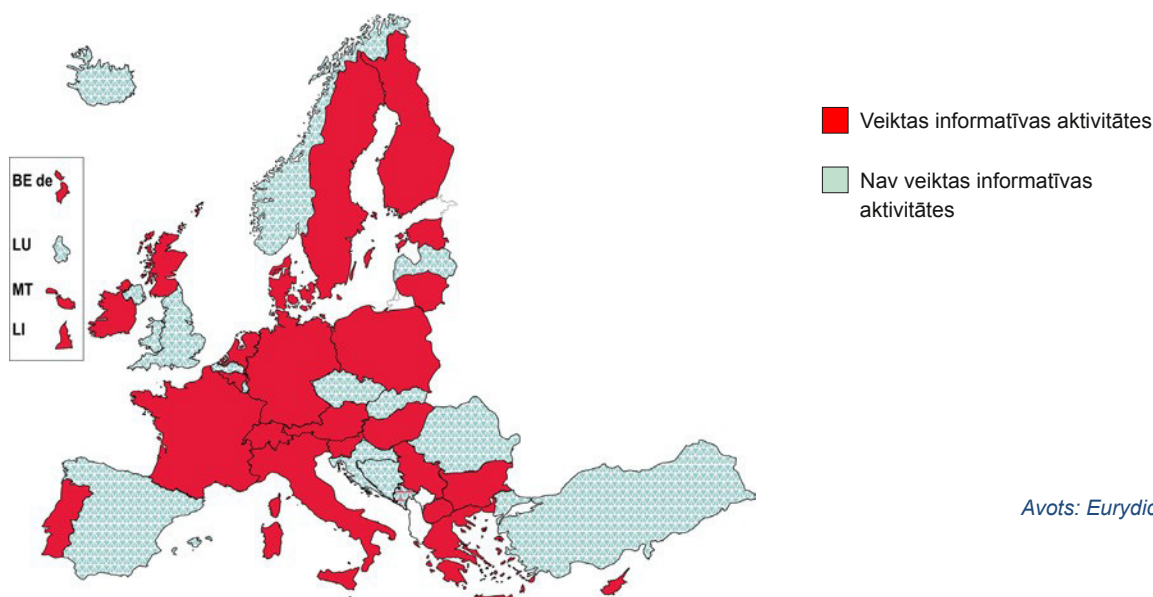 BE de
LU
MT
LI
Veiktas informatīvas aktivitātes
Nav veiktas informatīvas
aktivitātes
Avots: Eurydic